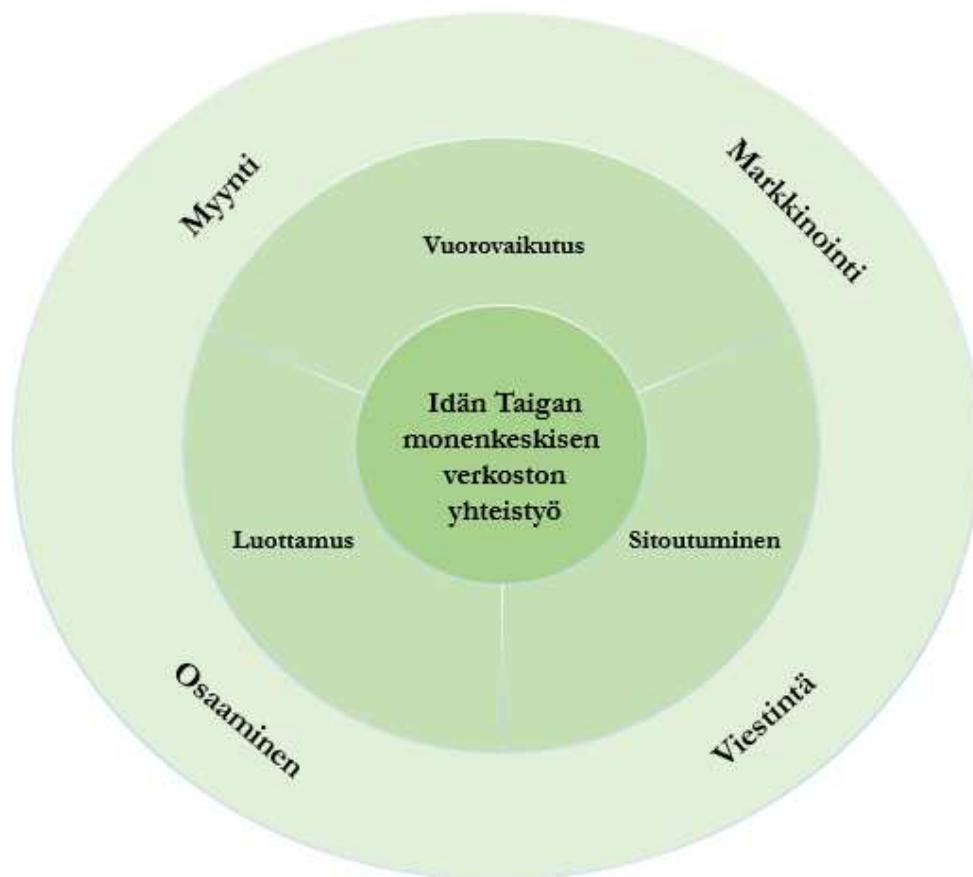 Myynti
Markkinointi
Vuorovaikutus
Idän Taigan
monenkeskisen
verkoston
yhteistyö
Luottamus
Sitoutuminen
Osaaminen
Viestintä